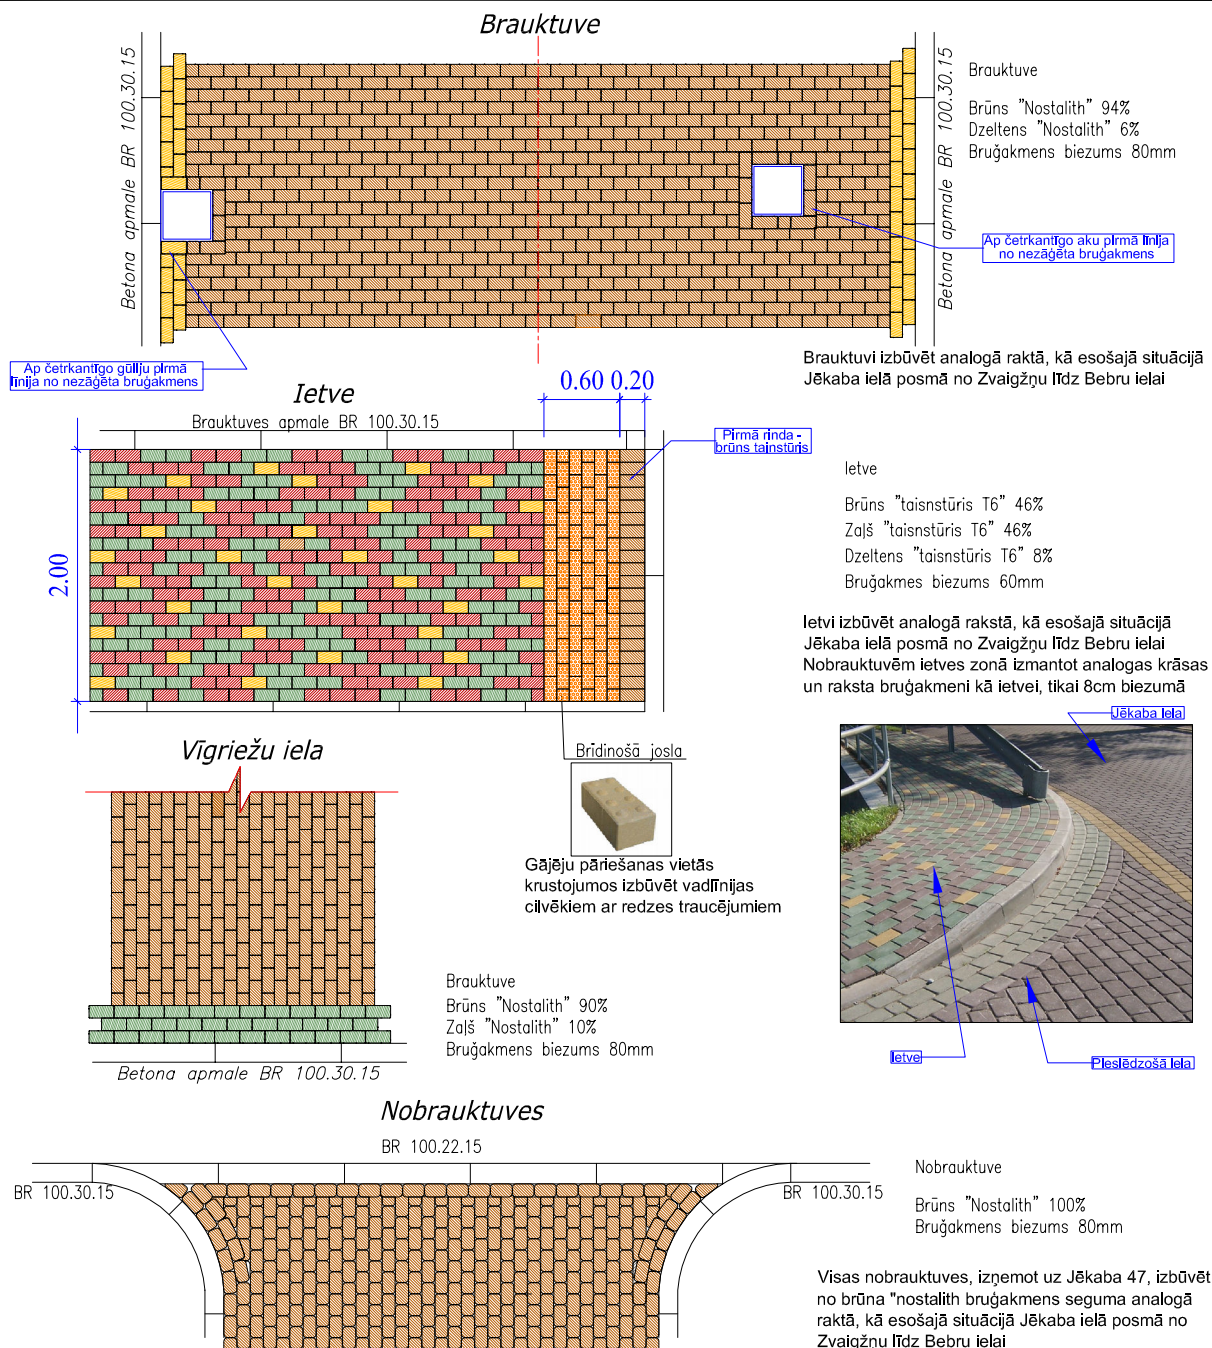 Brauktuve
Betona apmale BR 100.30.15
Betona apmale BR 100.30.15
Brauktuve
Brūns "Nostalith" 94%
Dzeltens "Nostalith" 6%
Bruģakmens biezums 80mm
Ap četrkantīgo aku pirmā līnija
no nezāģēta bruģakmens
Ap četrkantīgo gūliju pirmā
līnija no nezāģēta bruģakmens
Brauktuvi izbūvēt analogā raktā, kā esošajā situācijā
Jēkaba ielā posmā no Zvaigžņu līdz Bebru ielai
Ietve
0.60 0.20
Brauktuves apmale BR 100.30.15
Pirmā rinda -
brūns tainstūris
2.00
Ietve
Brūns "taisnstūris T6" 46%
Zaļš "taisnstūris T6" 46%
Dzeltens "taisnstūris T6" 8%
Bruģakmes biezums 60mm
Ietvi izbūvēt analogā rakstā, kā esošajā situācijā
Jēkaba ielā posmā no Zvaigžņu līdz Bebru ielai
Nobrauktuvēm ietves zonā izmantot analogas krāsas
un raksta bruģakmeni kā ietvei, tikai 8cm biezumā
Jēkaba iela
Vīgriežu iela
Brīdinošā josla
Gājēju pāriešanas vietās
krustojumos izbūvēt vadlīnijas
cilvēkiem ar redzes traucējumiem
Brauktuve
Brūns "Nostalith" 90%
Zaļš "Nostalith" 10%
Bruģakmens biezums 80mm
Ietve
Pieslēdzošā iela
Betona apmale BR 100.30.15
Nobrauktuves
BR 100.22.15
BR 100.30.15
BR 100.30.15
Nobrauktuve
Brūns "Nostalith" 100%
Bruģakmens biezums 80mm
Visas nobrauktuves, izņemot uz Jēkaba 47, izbūvēt
no brūna "nostalith bruģakmens seguma analogā
raktā, kā esošajā situācijā Jēkaba ielā posmā no
Zvaigžņu līdz Bebru ielai